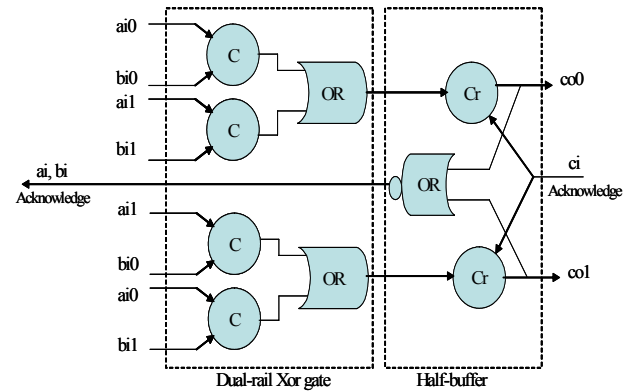 ai0
C
bi0
ai1
OR
Cr
co0
C
bi1
ai, bi
Acknowledge
OR
ci
Acknowledge
ai1
C
bi0
ai0
OR
Cr
co1
C
bi1
Dual-rail Xor gate
Half-buffer